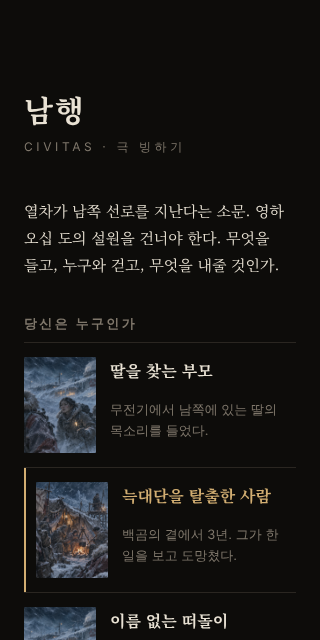 남행
CIVITAS · 극 빙하기
열차가 남쪽 선로를 지난다는 소문. 영하
오십 도의 설원을 건너야 한다. 무엇을
들고, 누구와 걷고, 무엇을 내줄 것인가.
당신은 누구인가
딸을 찾는 부모
무전기에서 남쪽에 있는 딸의
목소리를 들었다.
늑대단을 탈출한 사람
백곰의 곁에서 3년. 그가 한
일을 보고 도망쳤다.
이름 없는 떠돌이